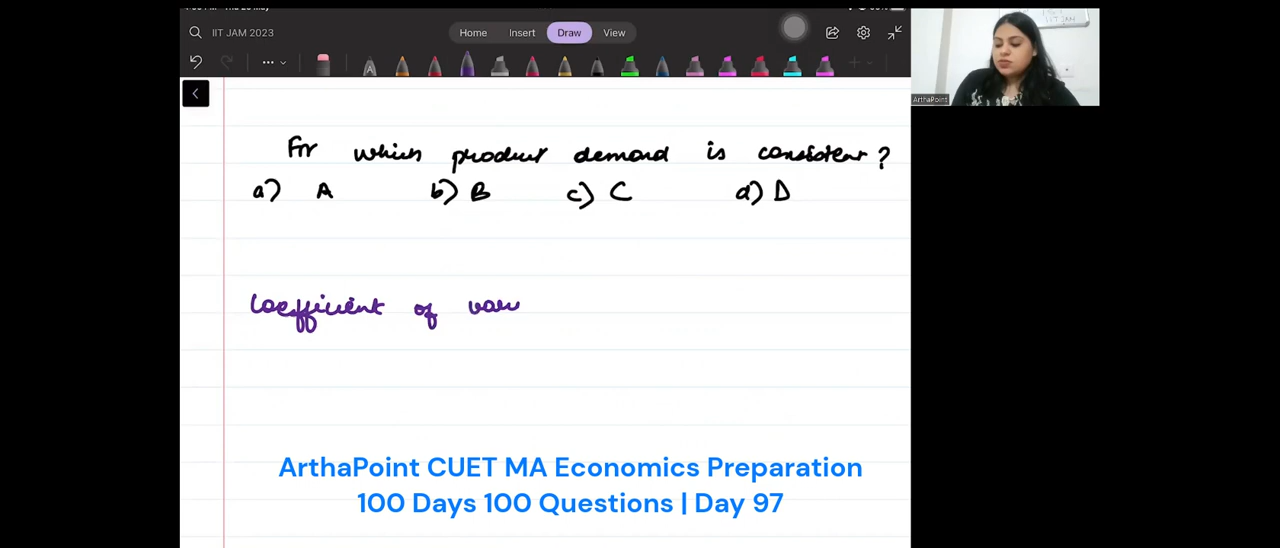 IIT JAM 2023
Home Insert Draw View
ArthaPoint
For which product demand is consistent?
a) A b) B c) C d) D
Coefficient of vari
ArthaPoint CUET MA Economics Preparation
100 Days 100 Questions | Day 97